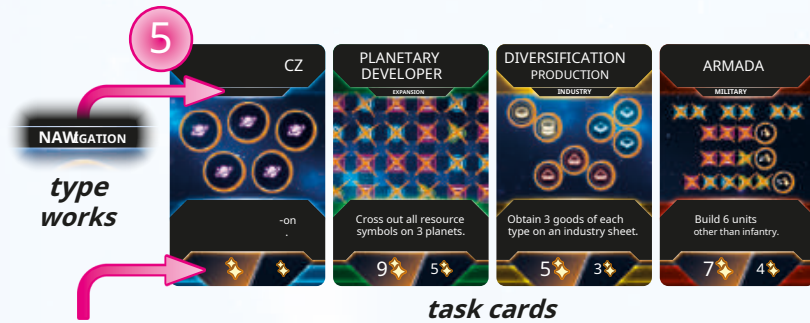 5
CZ
NAWIGATION
type
works
-on
.
PLANETARY
DEVELOPER
EXPANSION
Cross out all resource
symbols on 3 planets.
9 5
DIVERSIFICATION
PRODUCTION
INDUSTRY
Obtain 3 goods of each
type on an industry sheet.
5 3
ARMADA
MILITARY
Build 6 units
other than infantry.
7 4
task cards